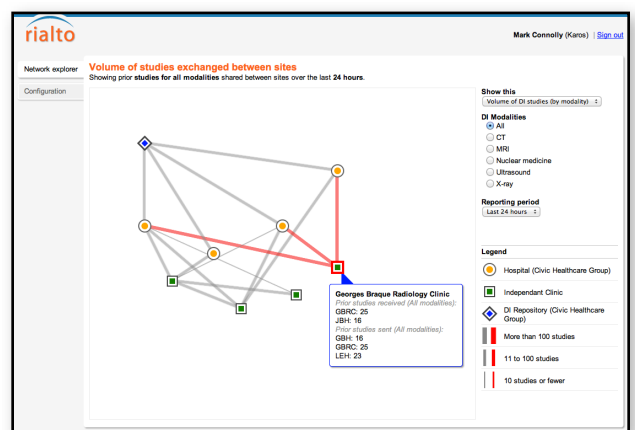 rialto
Mark Connolly (Karos) | Sign out
Network explorer
Configuration
Volume of studies exchanged between sites
Showing prior studies for all modalities shared between sites over the last 24 hours.
Georges Braque Radiology Clinic
Prior studies received (All modalities):
GBRC: 25
JBH: 16
Prior studies sent (All modalities):
GBH: 16
GBRC: 25
LEH: 23
Show this
Volume of DI studies (by modality)
DI Modalities
All
CT
MRI
Nuclear medicine
Ultrasound
X-ray
Reporting period
Last 24 hours
Legend
Hospital (Civic Healthcare Group)
Independant Clinic
DI Repository (Civic Healthcare
Group)
More than 100 studies
11 to 100 studies
10 studies or fewer